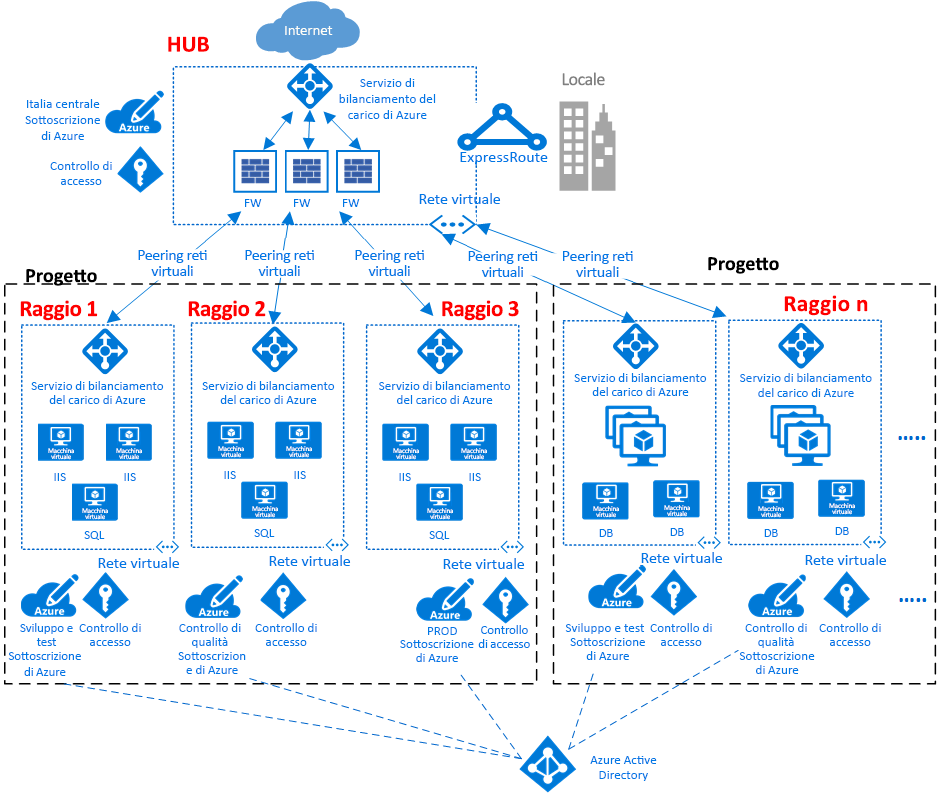 Internet
HUB
Servizio di
bilanciamento del
carico di Azure
Locale
Italia centrale
Sottoscrizione
di Azure
Azure
Controllo di
accesso
ExpressRoute
FW
FW
FW
Rete virtuale
Peering reti
virtuali
Peering reti
virtuali
Peering reti
virtuali
Peering reti
virtuali
Peering reti
virtuali
Progetto
Progetto
Raggio 1
Raggio 2
Raggio 3
Raggio n
Servizio di bilanciamento
del carico di Azure
Servizio di bilanciamento
del carico di Azure
Servizio di bilanciamento
del carico di Azure
Servizio di bilanciamento
del carico di Azure
Servizio di bilanciamento
del carico di Azure
Macchina
virtuale
Macchina
virtuale
IIS
IIS
Macchina
virtuale
SQL
Macchina
virtuale
Macchina
virtuale
IIS
IIS
Macchina
virtuale
SQL
Macchina
virtuale
Macchina
virtuale
IIS
IIS
Macchina
virtuale
SQL
Macchina
virtuale
Macchina
virtuale
DB
DB
Macchina
virtuale
Macchina
virtuale
DB
DB
.....
Rete virtuale
Rete virtuale
Rete virtuale
Rete virtuale
Rete virtuale
Azure
Sviluppo e
test
Sottoscrizione
di Azure
Controllo di
accesso
Azure
Controllo di
qualità
Sottoscrizion
e di Azure
Controllo di
accesso
Azure
PROD
Sottoscrizione
di Azure
Controllo
di accesso
Azure
Sviluppo e test
Sottoscrizione
di Azure
Controllo di
accesso
Azure
Controllo di
qualità
Sottoscrizione
di Azure
Controllo di
accesso
.....
Azure Active
Directory